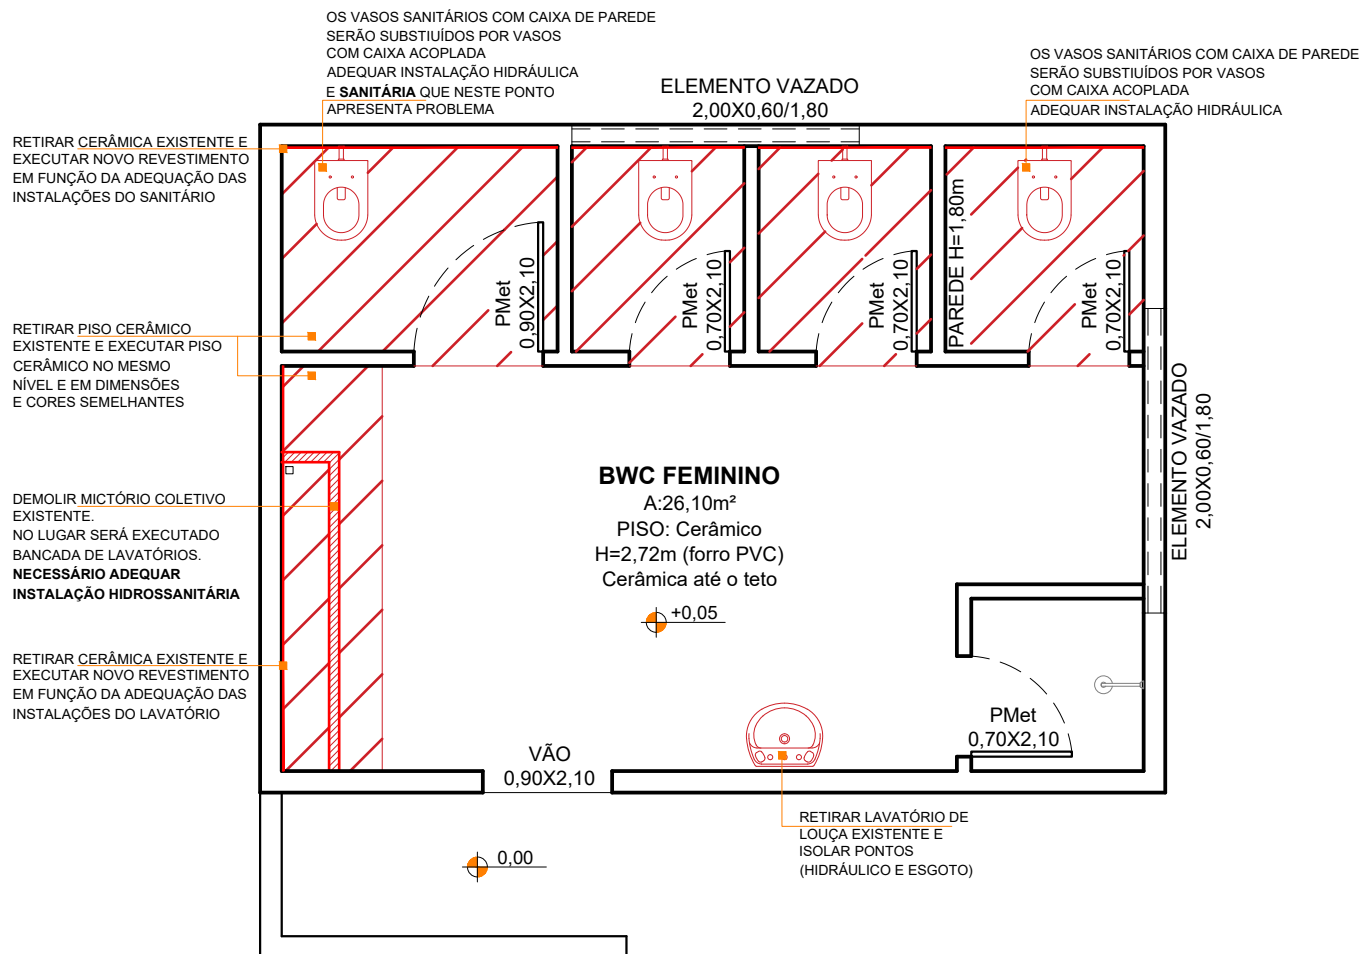 OS VASOS SANITÁRIOS COM CAIXA DE PAREDE
SERÃO SUBSTIUÍDOS POR VASOS
COM CAIXA ACOPLADA
ADEQUAR INSTALAÇÃO HIDRÁULICA
E SANITÁRIA QUE NESTE PONTO
APRESENTA PROBLEMA
ELEMENTO VAZADO
2,00X0,60/1,80
OS VASOS SANITÁRIOS COM CAIXA DE PAREDE
SERÃO SUBSTIUÍDOS POR VASOS
COM CAIXA ACOPLADA
ADEQUAR INSTALAÇÃO HIDRÁULICA
RETIRAR CERÂMICA EXISTENTE E
EXECUTAR NOVO REVESTIMENTO
EM FUNÇÃO DA ADEQUAÇÃO DAS
INSTALAÇÕES DO SANITÁRIO
PMet
0,90X2,10
PMet
0,70X2,10
PMet
0,70X2,10
PAREDE H=1,80m
PMet
0,70X2,10
RETIRAR PISO CERÂMICO
EXISTENTE E EXECUTAR PISO
CERÂMICO NO MESMO
NÍVEL E EM DIMENSÕES
E CORES SEMELHANTES
ELEMENTO VAZADO
2,00X0,60/1,80
BWC FEMININO
A:26,10m²
PISO: Cerâmico
H=2,72m (forro PVC)
Cerâmica até o teto
+0,05
DEMOLIR MICTÓRIO COLETIVO
EXISTENTE.
NO LUGAR SERÁ EXECUTADO
BANCADA DE LAVATÓRIOS.
NECESSÁRIO ADEQUAR
INSTALAÇÃO HIDROSSANITÁRIA
RETIRAR CERÂMICA EXISTENTE E
EXECUTAR NOVO REVESTIMENTO
EM FUNÇÃO DA ADEQUAÇÃO DAS
INSTALAÇÕES DO LAVATÓRIO
PMet
0,70X2,10
VÃO
0,90X2,10
RETIRAR LAVATÓRIO DE
LOUÇA EXISTENTE E
ISOLAR PONTOS
(HIDRÁULICO E ESGOTO)
0,00